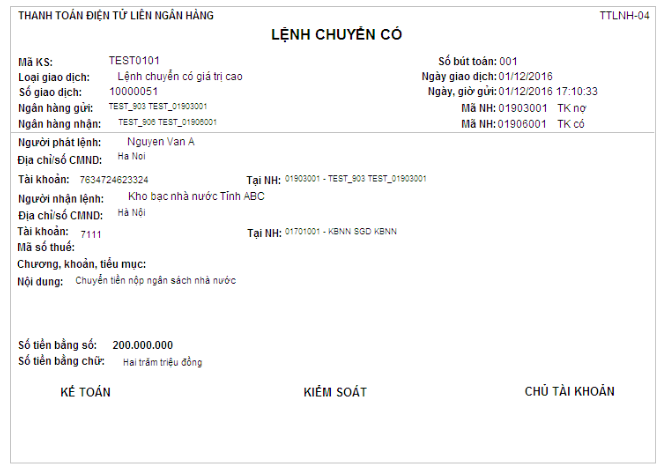 THANH TOÁN ĐIỆN TỬ LIÊN NGÂN HÀNG TTLNH-04
LỆNH CHUYỂN CÓ
Mã KS: TEST0101 Số bút toán: 001
Loại giao dịch: Lệnh chuyển có giá trị cao Ngày giao dịch: 01/12/2016
Số giao dịch: 10000051 Ngày, giờ gửi: 01/12/2016 17:10:33
Ngân hàng gửi: TEST_903 TEST_01903001 Mã NH: 01903001 TK nợ
Ngân hàng nhận: TEST_906 TEST_01906001 Mã NH: 01906001 TK có
Người phát lệnh: Nguyen Van A
Địa chỉ/số CMND: Ha Noi
Tài khoản: 7634724623324 Tại NH: 01903001 - TEST_903 TEST_01903001
Người nhận lệnh: Kho bạc nhà nước Tỉnh ABC
Địa chỉ/số CMND: Hà Nội
Tài khoản: 7111 Tại NH: 01701001 - KBNN SGD KBNN
Mã số thuế:
Chương, khoản, tiểu mục:
Nội dung: Chuyển tiền nộp ngân sách nhà nước
Số tiền bằng số: 200.000.000
Số tiền bằng chữ: Hai trăm triệu đồng
KẾ TOÁN KIỂM SOÁT CHỦ TÀI KHOẢN